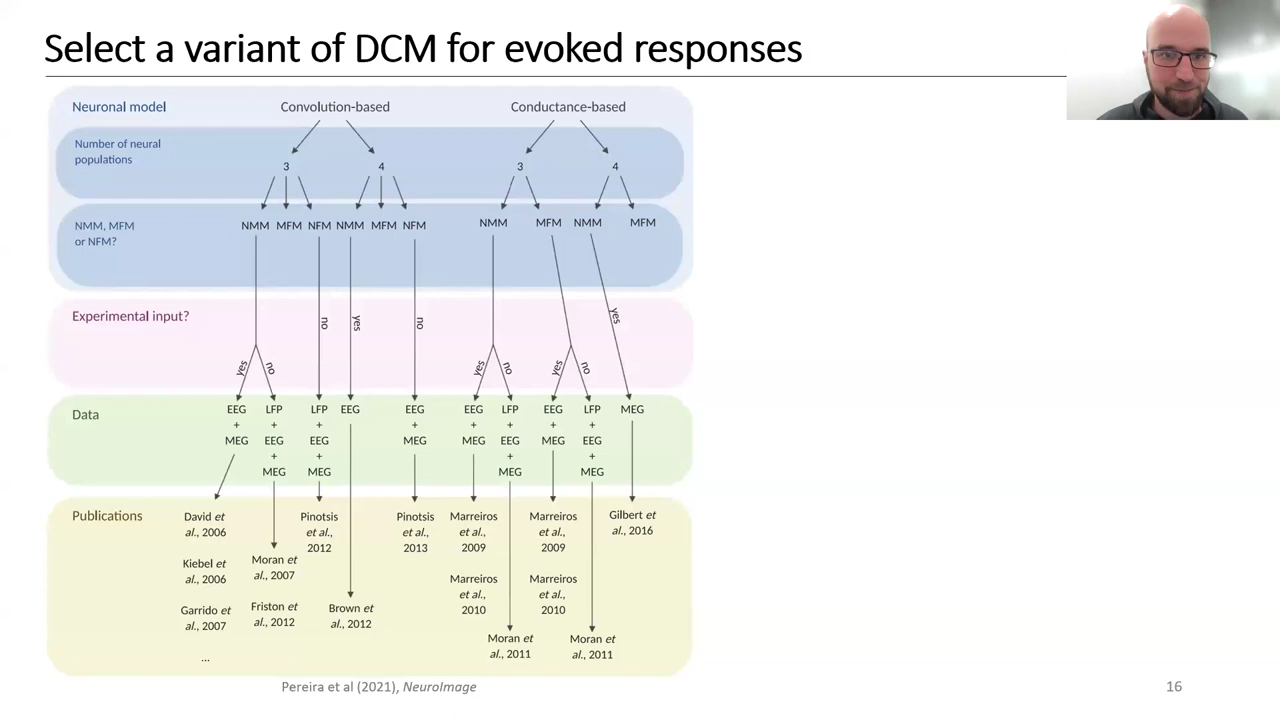 Select a variant of DCM for evoked responses
Neuronal model
Convolution-based
Conductance-based
Number of neural
populations
3
4
3
4
NMM, MFM
or NFM?
NMM MFM NFM NMM MFM NFM
NMM MFM NMM MFM
Experimental input?
no
yes
no
yes
yes
no
yes
no
yes
no
Data
EEG
+
MEG
LFP
+
EEG
+
MEG
LFP
+
EEG
+
MEG
EEG
EEG
+
MEG
EEG
+
MEG
LFP
+
EEG
+
MEG
EEG
+
MEG
LFP
+
EEG
+
MEG
MEG
Publications
David et
al., 2006
Kiebel et
al., 2006
Garrido et
al., 2007
...
Moran et
al., 2007
Friston et
al., 2012
Pinotsis
et al.,
2012
Brown et
al., 2012
Pinotsis
et al.,
2013
Marreiros
et al.,
2009
Marreiros
et al.,
2010
Moran et
al., 2011
Marreiros
et al.,
2009
Marreiros
et al.,
2010
Moran et
al., 2011
Gilbert et
al., 2016
Pereira et al (2021), NeuroImage
16